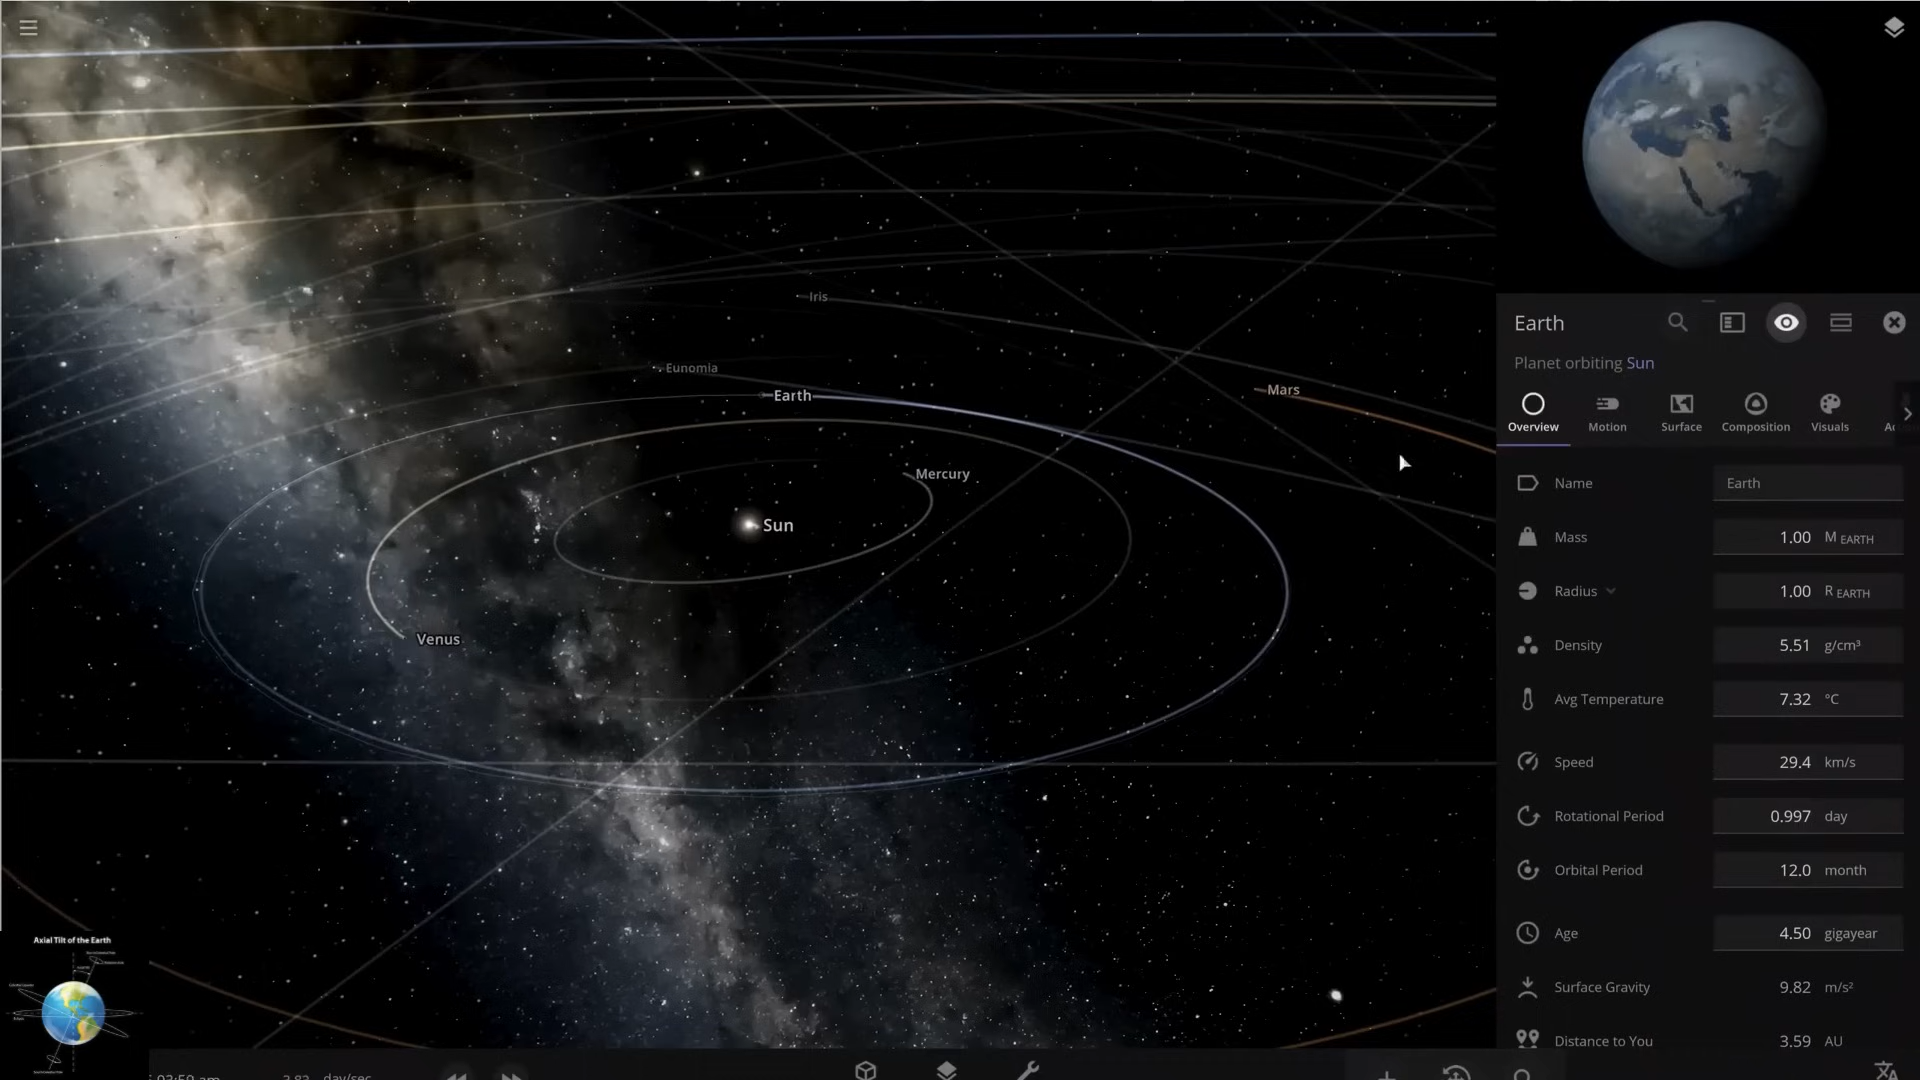 Iris
Eunomia
Earth
Mars
Mercury
Sun
Venus
Axial Tilt of the Earth
day/sec
Earth
Planet orbiting Sun
Overview
Motion
Surface
Composition
Visuals
Name Earth
Mass 1.00 M EARTH
Radius 1.00 R EARTH
Density 5.51 g/cm³
Avg Temperature 7.32 °C
Speed 29.4 km/s
Rotational Period 0.997 day
Orbital Period 12.0 month
Age 4.50 gigayear
Surface Gravity 9.82 m/s²
Distance to You 3.59 AU